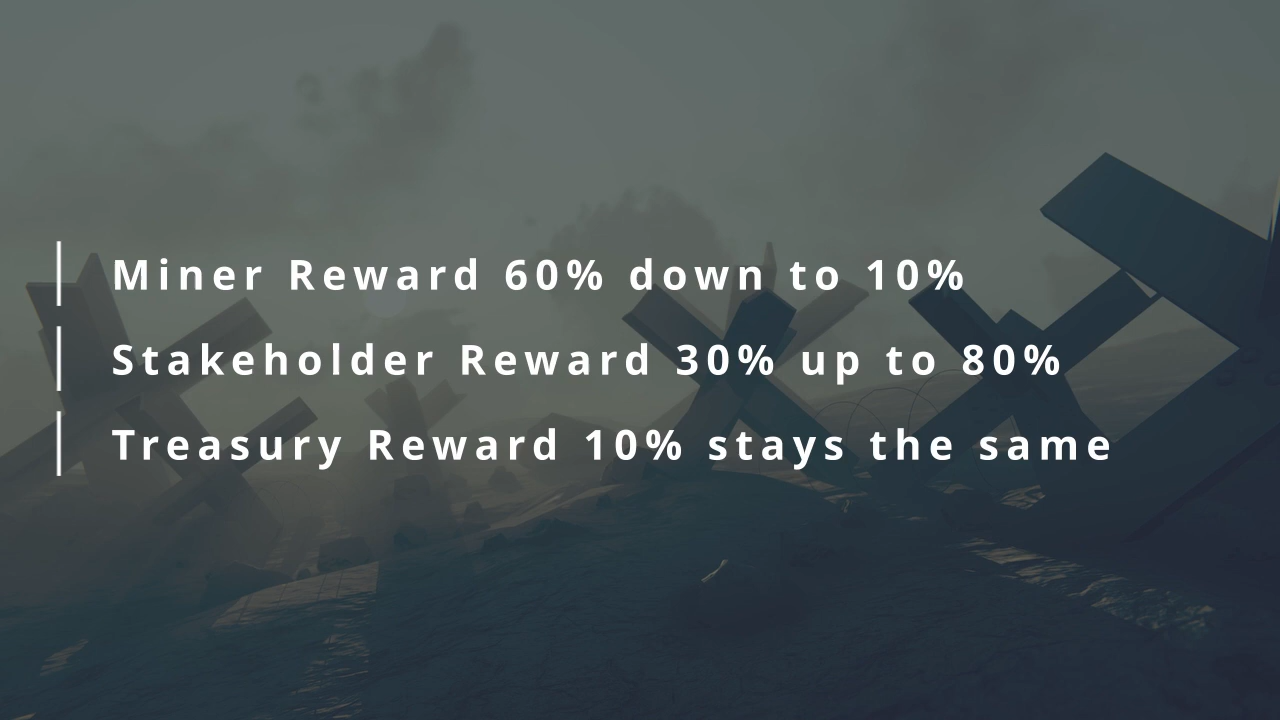 Miner Reward 60% down to 10%
Stakeholder Reward 30% up to 80%
Treasury Reward 10% stays the same